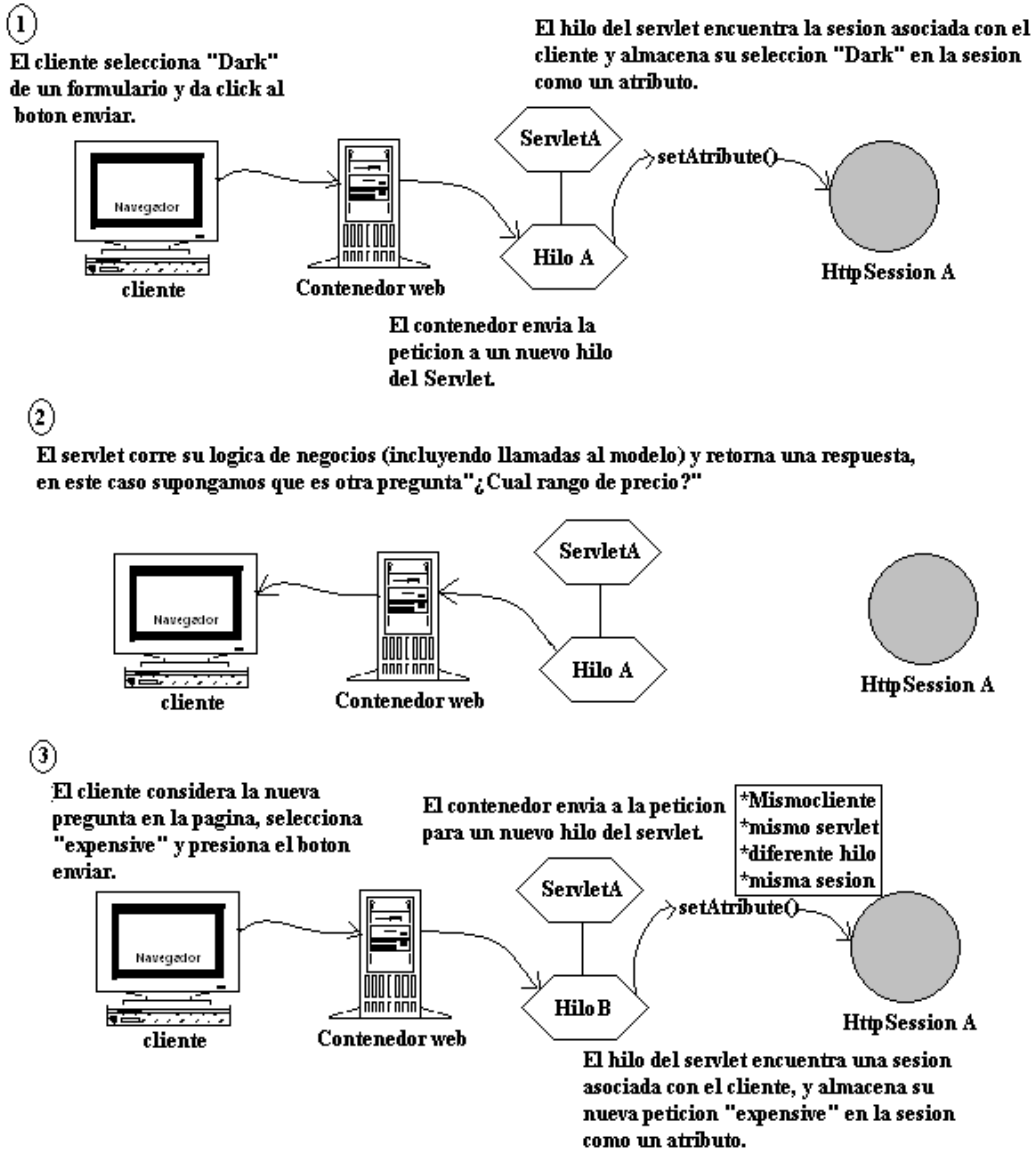 1
El cliente selecciona "Dark"
de un formulario y da click al
boton enviar.
El hilo del servlet encuentra la sesion asociada con el
cliente y almacena su seleccion "Dark" en la sesion
como un atributo.
ServletA
setAtribute()
Navegador
Hilo A
cliente
Contenedor web
HttpSession A
El contenedor envia la
peticion a un nuevo hilo
del Servlet.
2
El servlet corre su logica de negocios (incluyendo llamadas al modelo) y retorna una respuesta,
en este caso supongamos que es otra pregunta"¿Cual rango de precio?"
ServletA
Navegador
Hilo A
cliente
Contenedor web
HttpSession A
3
El cliente considera la nueva
pregunta en la pagina, selecciona
"expensive" y presiona el boton
enviar.
El contenedor envia a la peticion
para un nuevo hilo del servlet.
*Mismocliente
*mismo servlet
*diferente hilo
*misma sesion
ServletA
setAtribute()
Navegador
Hilo B
cliente
Contenedor web
HttpSession A
El hilo del servlet encuentra una sesion
asociada con el cliente, y almacena su
nueva peticion "expensive" en la sesion
como un atributo.